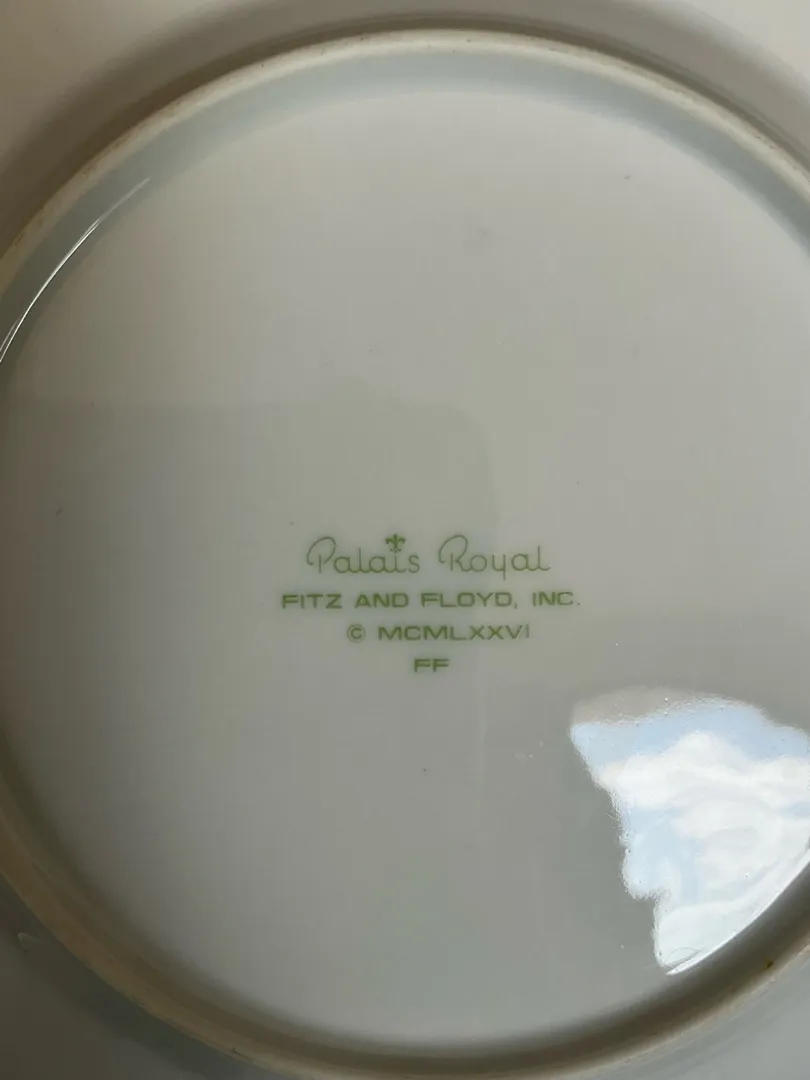 Palais Royal
FITZ AND FLOYD, INC.
© MCMLXXVI
FF